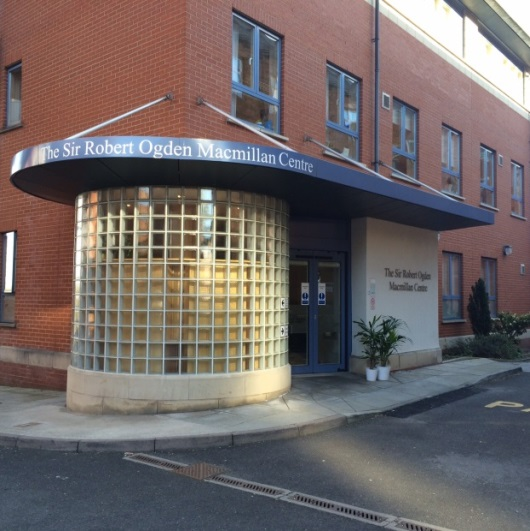 The Sir Robert Ogden Macmillan Centre
The Sir Robert Ogden
Macmillan Centre